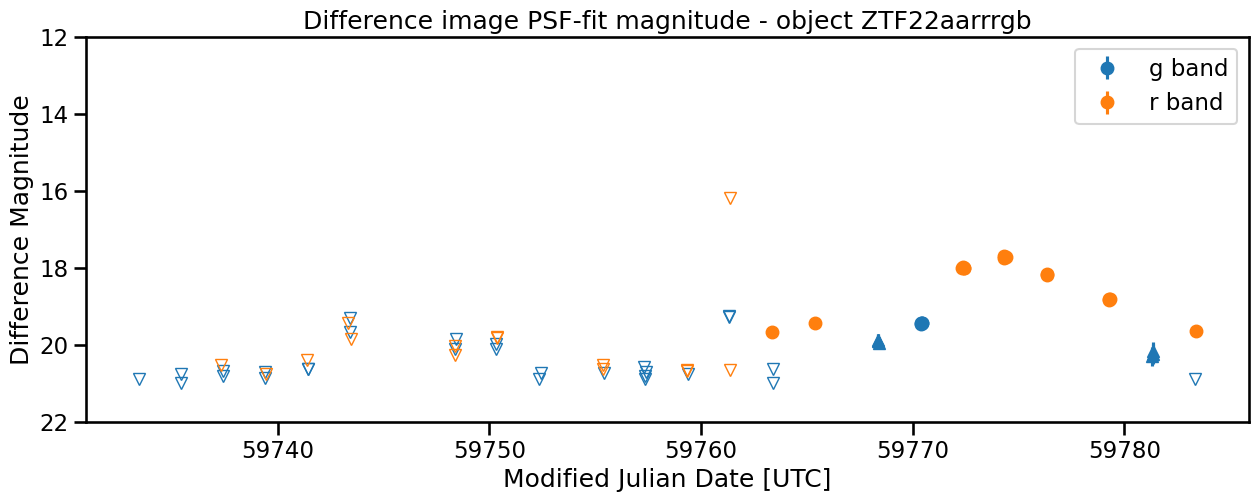 Difference image PSF-fit magnitude - object ZTF22aarrrgb
Difference Magnitude
12
14
16
18
20
22
g band
r band
59740
59750
59760
59770
59780
Modified Julian Date [UTC]